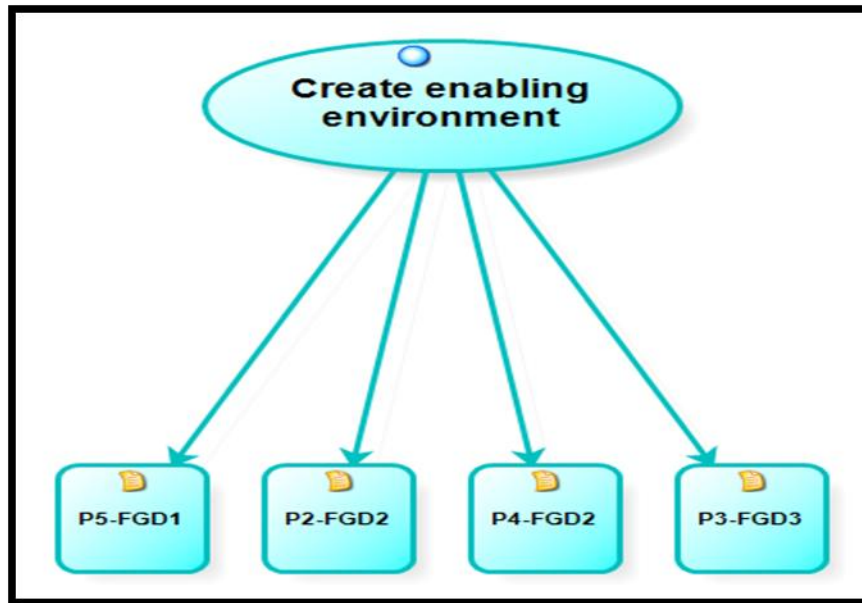 Create enabling
environment
P5-FGD1
P2-FGD2
P4-FGD2
P3-FGD3